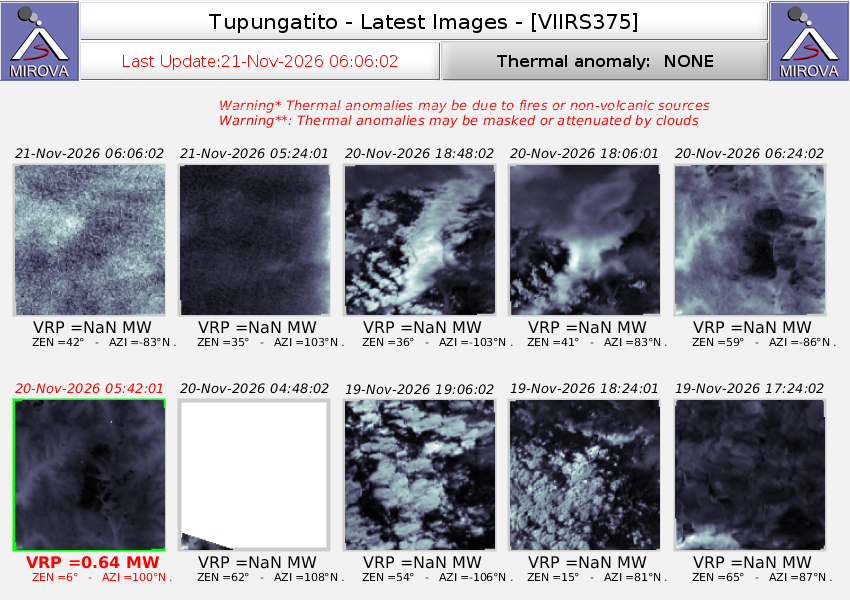 Tupungatito - Latest Images - [VIIRS375]
MIROVA
Last Update:21-Nov-2026 06:06:02
Thermal anomaly: NONE
MIROVA
Warning* Thermal anomalies may be due to fires or non-volcanic sources
Warning**: Thermal anomalies may be masked or attenuated by clouds
21-Nov-2026 06:06:02 21-Nov-2026 05:24:01 20-Nov-2026 18:48:02 20-Nov-2026 18:06:01 20-Nov-2026 06:24:02
VRP =NaN MW VRP =NaN MW VRP =NaN MW VRP =NaN MW VRP =NaN MW
ZEN =42° - AZI =-83°N . ZEN =35° - AZI =103°N . ZEN =36° - AZI =-103°N . ZEN =41° - AZI =83°N . ZEN =59° - AZI =-86°N .
20-Nov-2026 05:42:01 20-Nov-2026 04:48:02 19-Nov-2026 19:06:02 19-Nov-2026 18:24:01 19-Nov-2026 17:24:02
VRP =0.64 MW VRP =NaN MW VRP =NaN MW VRP =NaN MW VRP =NaN MW
ZEN =6° - AZI =100°N . ZEN =62° - AZI =108°N . ZEN =54° - AZI =-106°N . ZEN =15° - AZI =81°N . ZEN =65° - AZI =87°N .